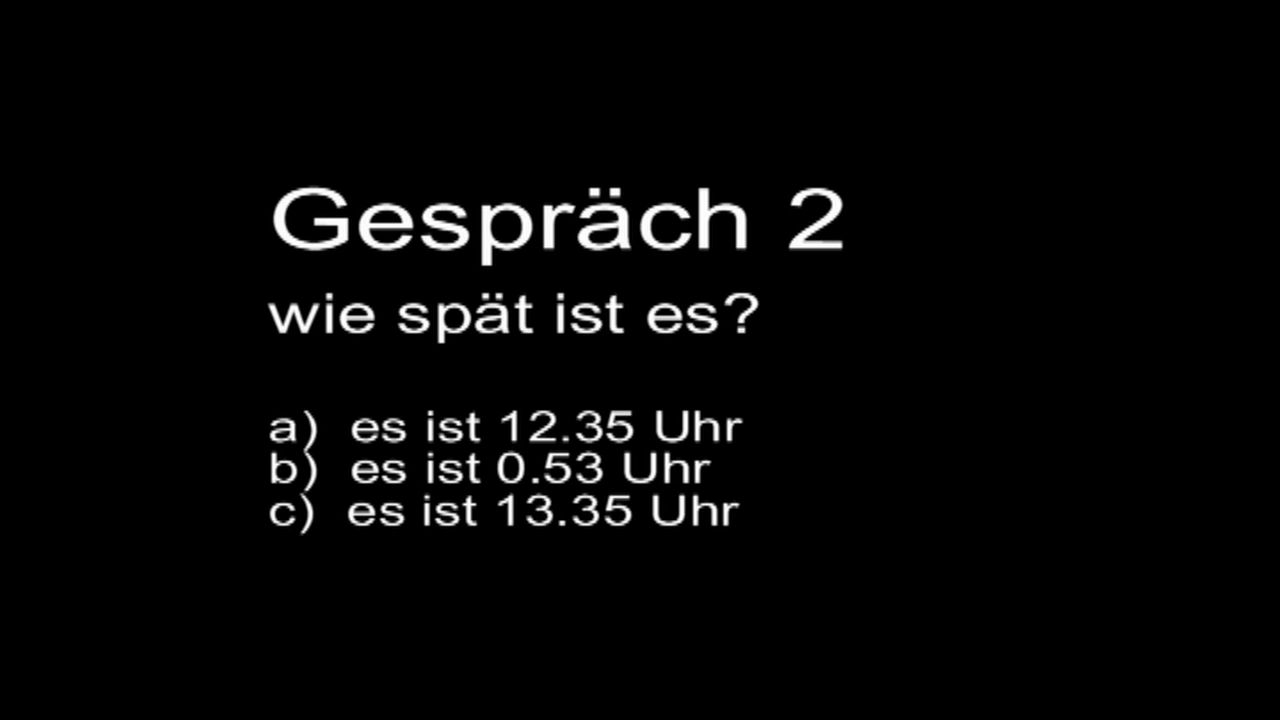 Gespräch 2
wie spät ist es?
a) es ist 12.35 Uhr
b) es ist 0.53 Uhr
c) es ist 13.35 Uhr